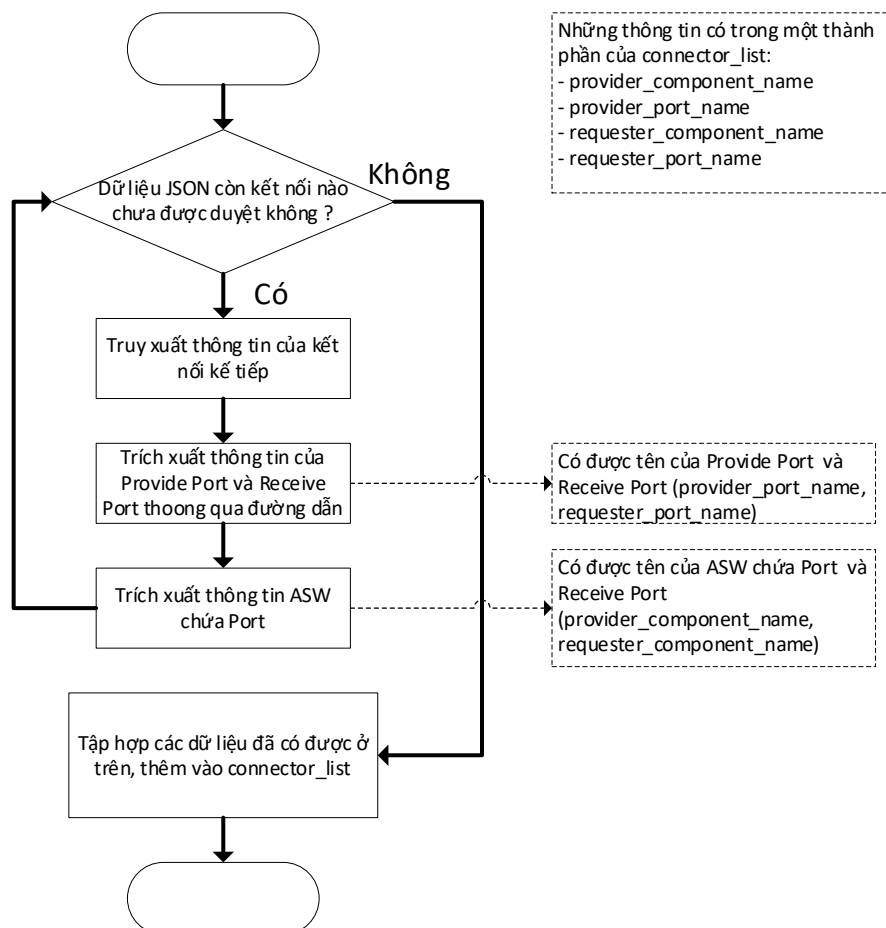 Những thông tin có trong một thành
phần của connector_list:
- provider_component_name
- provider_port_name
- requester_component_name
- requester_port_name
Không
Dữ liệu JSON còn kết nối nào
chưa được duyệt không ?
Có
Truy xuất thông tin của kết
nối kế tiếp
Trích xuất thông tin của
Provide Port và Receive
Port thoong qua đường dẫn
Có được tên của Provide Port và
Receive Port (provider_port_name,
requester_port_name)
Trích xuất thông tin ASW
chứa Port
Có được tên của ASW chứa Port và
Receive Port
(provider_component_name,
requester_component_name)
Tập hợp các dữ liệu đã có được ở
trên, thêm vào connector_list